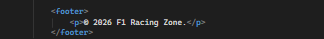 <footer>
<p>© 2026 F1 Racing Zone.</p>
</footer>